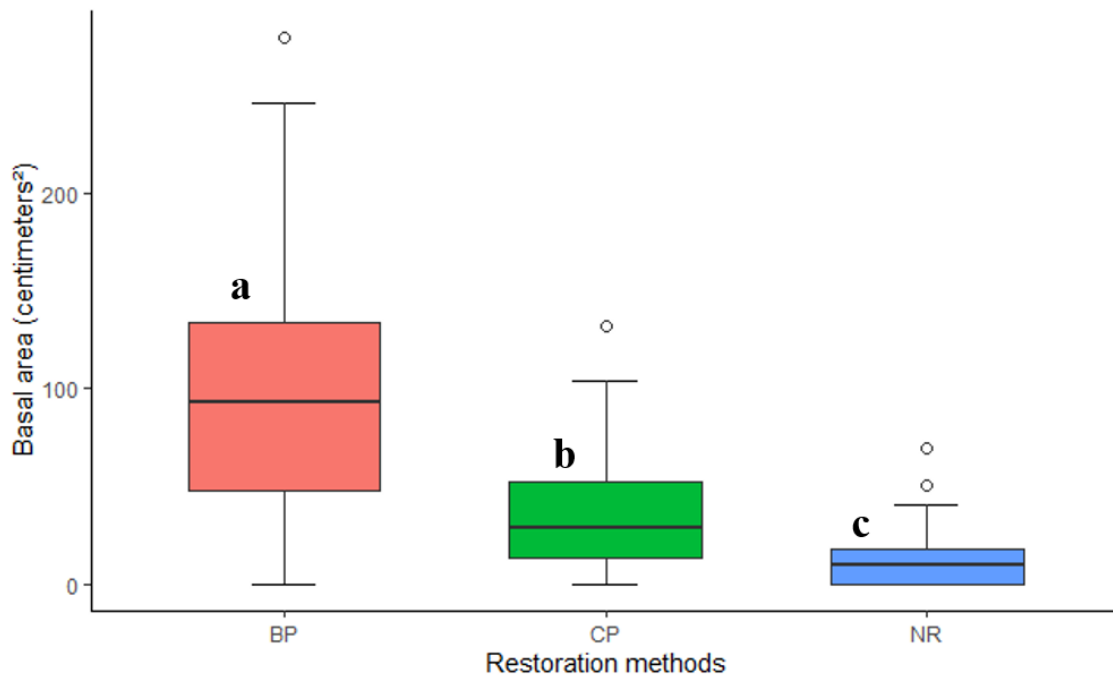 Basal area (centimeters²)
200
100
0
a
b
c
BP CP NR
Restoration methods